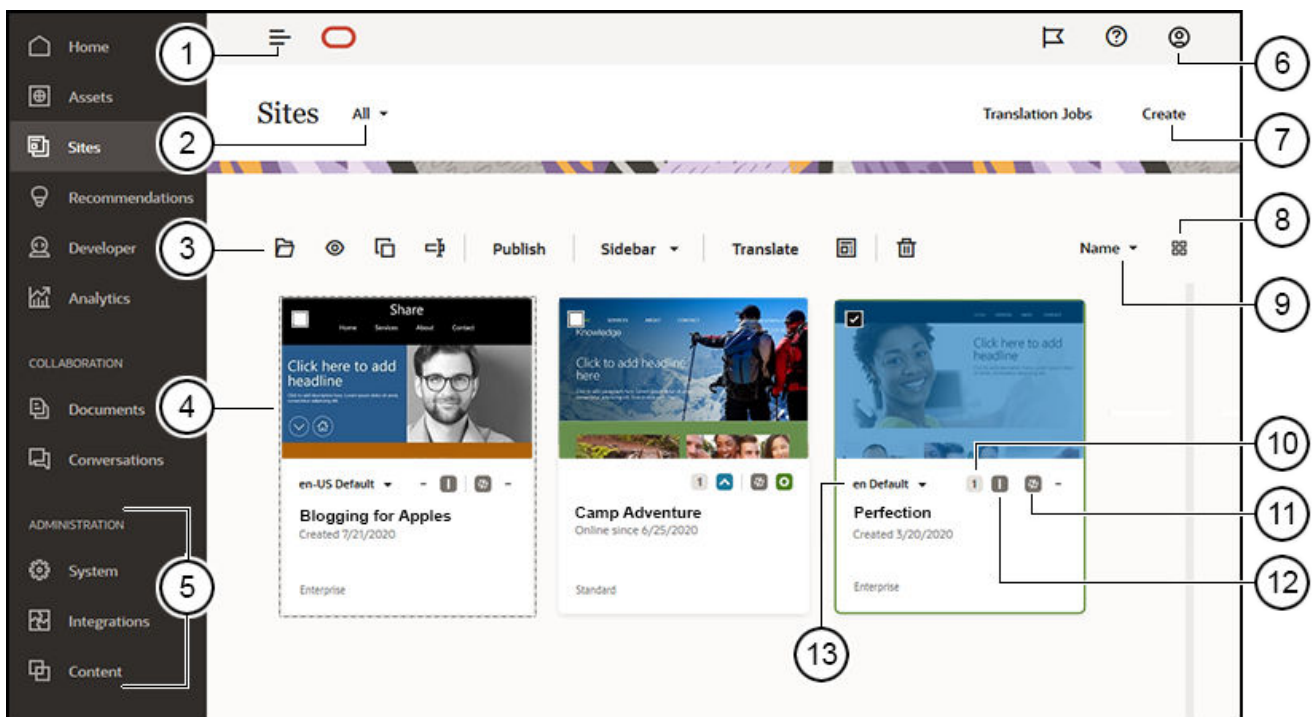 Home
Assets
Sites
Recommendations
Developer
Analytics
COLLABORATION
Documents
Conversations
ADMINISTRATION
System
Integrations
Content
1
2
3
4
5
Sites All
Translation Jobs Create
Publish Sidebar Translate
Name
Share
Home Services About Contact
Click here to add
headline
en-US Default - -
Blogging for Apples
Created 7/21/2020
Enterprise
SERVICES ABOUT CONTACT
Knowledge
Click to add headline
here
1
Camp Adventure
Online since 6/25/2020
Standard
Click here to add
headline
en Default 1 -
Perfection
Created 3/20/2020
Enterprise
6
7
8
9
10
11
12
13